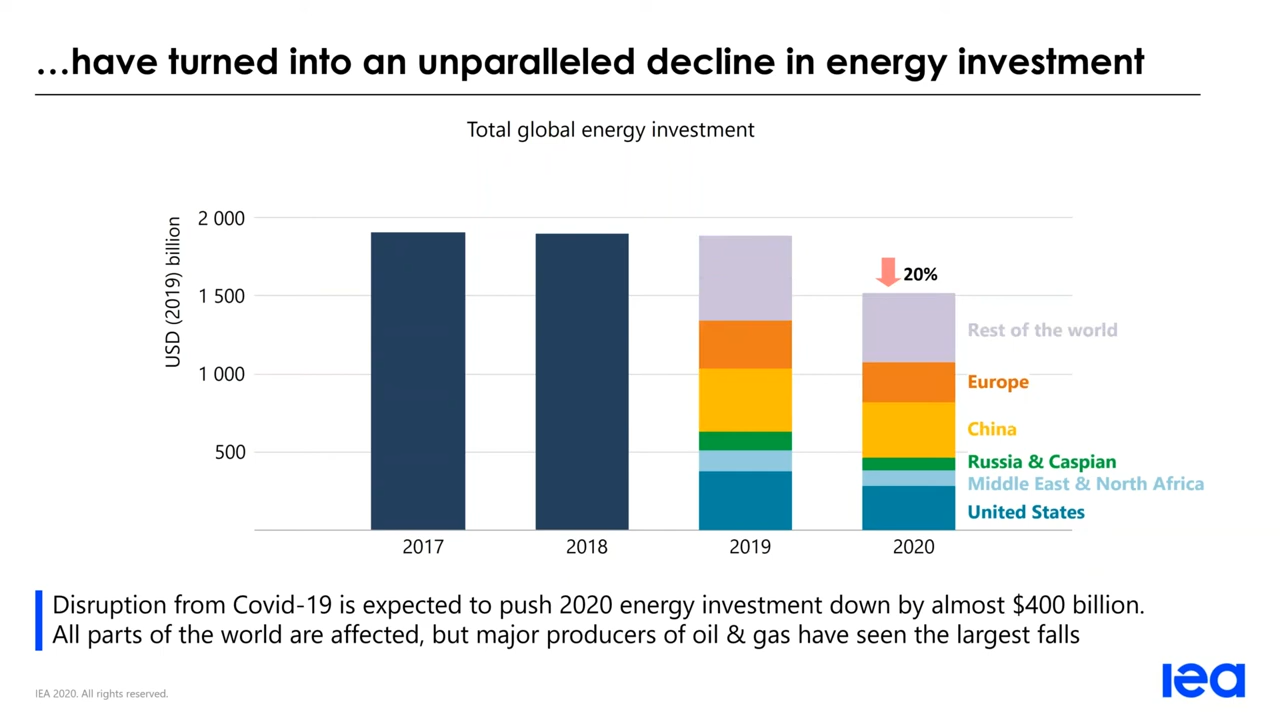 ...have turned into an unparalleled decline in energy investment
Total global energy investment
USD (2019) billion
2 000
1 500
1 000
500
20%
Rest of the world
Europe
China
Russia & Caspian
Middle East & North Africa
United States
2017
2018
2019
2020
Disruption from Covid-19 is expected to push 2020 energy investment down by almost $400 billion.
All parts of the world are affected, but major producers of oil & gas have seen the largest falls
IEA 2020. All rights reserved.
iea